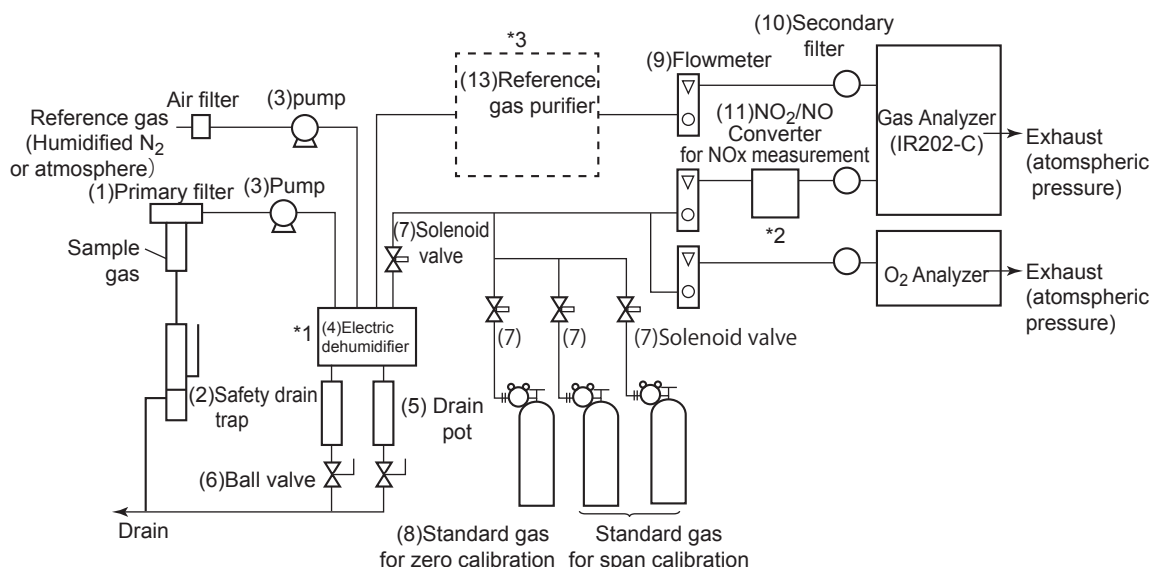 (10)Secondary
filter
*3
(9)Flowmeter
(13)Reference
gas purifier
Air filter
(3)pump
Reference gas
(Humidified N₂
or atmosphere)
(11)NO₂/NO
Converter
for NOx measurement
Gas Analyzer
(IR202-C)
Exhaust
(atomspheric
pressure)
(1)Primary filter
(3)Pump
Sample
gas
(7)Solenoid
valve
*2
O₂ Analyzer
Exhaust
(atomspheric
pressure)
*1
(4)Electric
dehumidifier
(7)
(7)
(7)Solenoid valve
(2)Safety drain
trap
(5) Drain
pot
(6)Ball valve
Drain
(8)Standard gas
for zero calibration
Standard gas
for span calibration